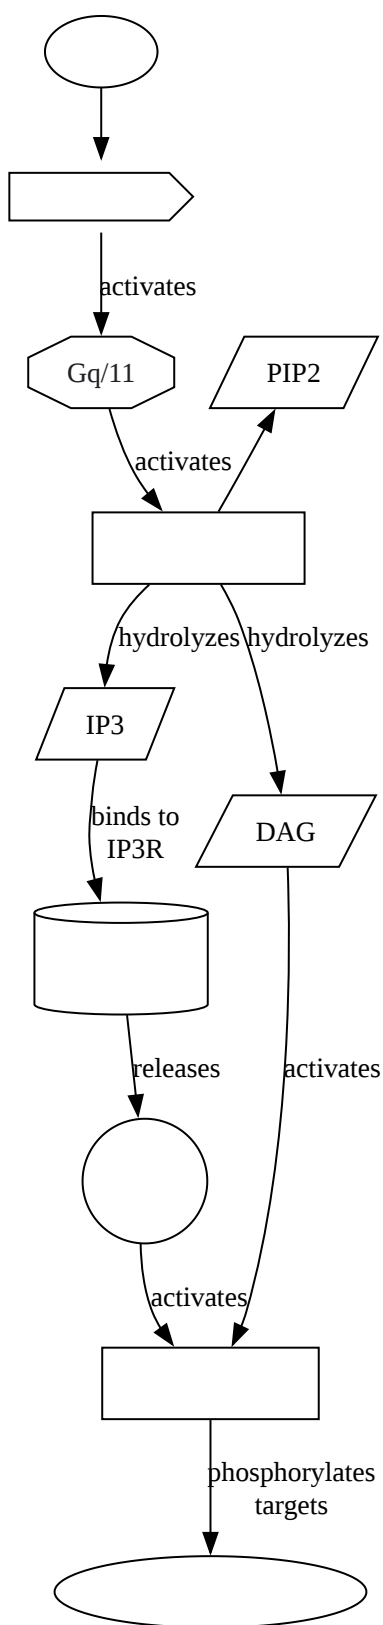 activates
Gq/11
PIP2
activates
hydrolyzes
hydrolyzes
IP3
binds to
IP3R
DAG
releases
activates
activates
phosphorylates
targets